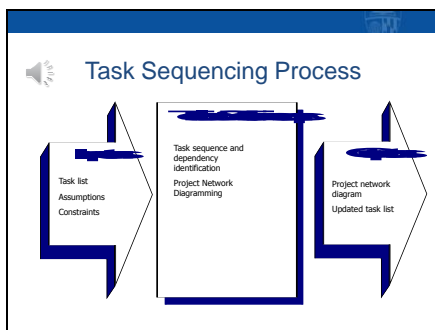 Task Sequencing Process
Task list
Assumptions
Constraints
Task sequence and
dependency
identification
Project Network
Diagramming
Project network
diagram
Updated task list